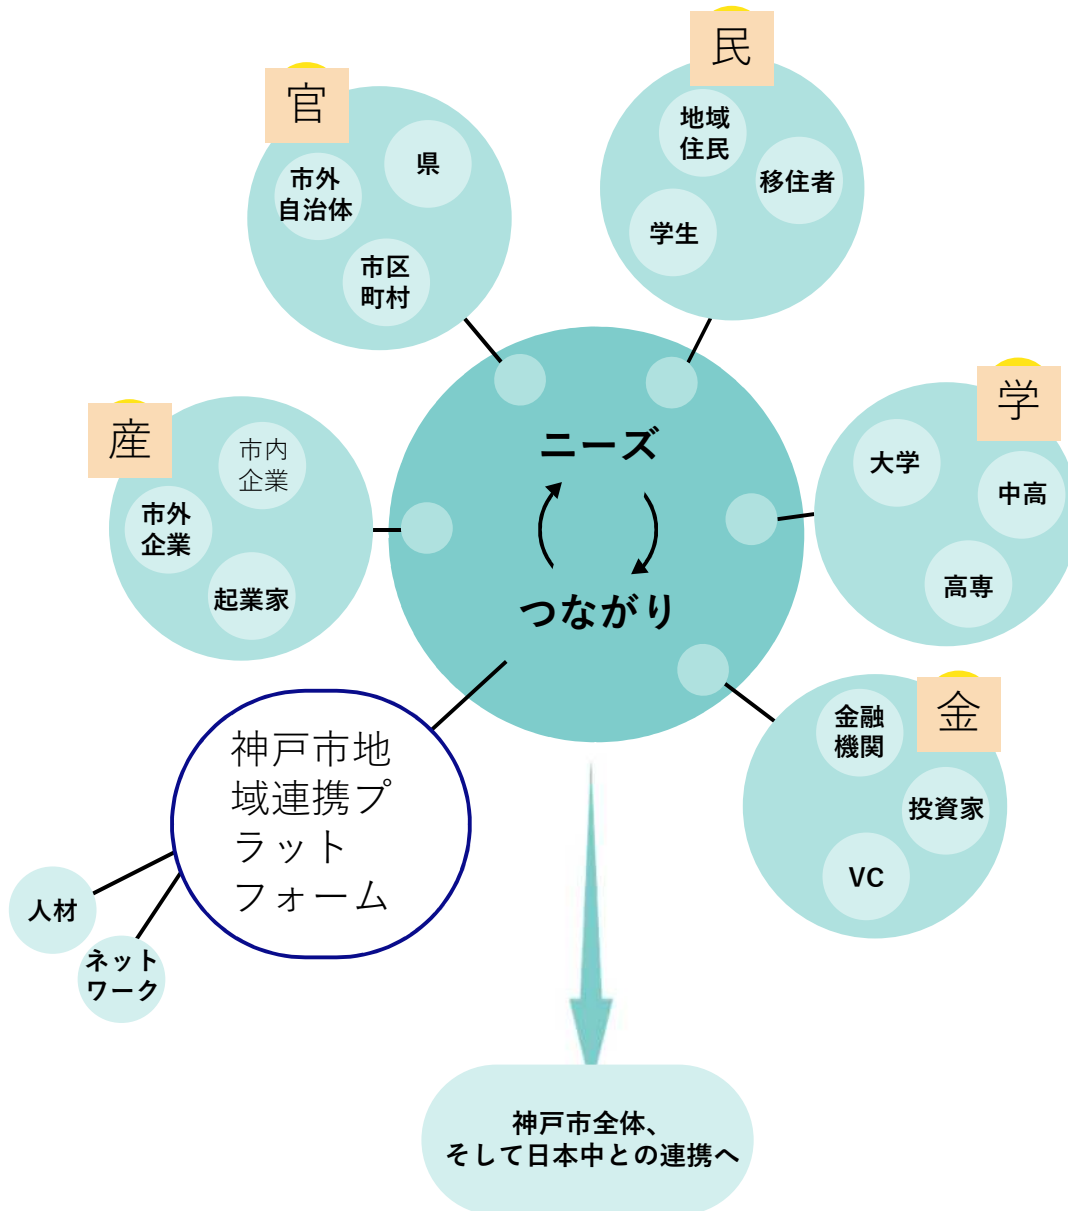 民
地域
住民
移住者
学生
官
県
市外
自治体
市区
町村
産
市内
企業
市外
企業
起業家
ニーズ
つながり
学
大学
中高
高専
金
金融
機関
投資家
VC
神戸市地
域連携プ
ラット
フォーム
人材
ネット
ワーク
神戸市全体、
そして日本中との連携へ